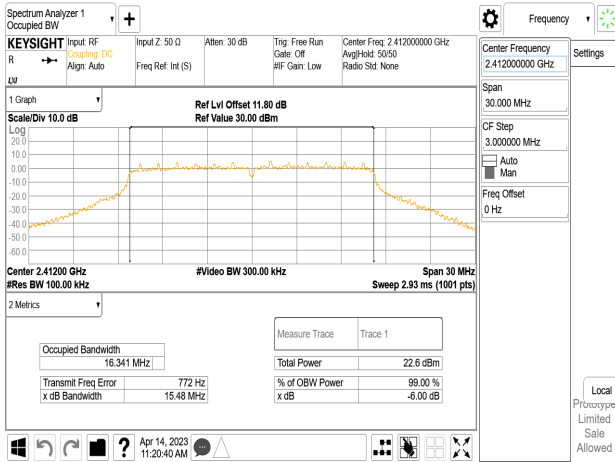 Spectrum Analyzer 1
Occupied BW
Frequency
KEYSIGHT
R
LXI
Input: RF
Coupling: DC
Align: Auto
Input Z: 50 Ω
Freq Ref: Int (S)
Atten: 30 dB
Trig: Free Run
Gate: Off
#IF Gain: Low
Center Freq: 2.412000000 GHz
Avg|Hold: 50/50
Radio Std: None
Center Frequency
2.412000000 GHz
Settings
Span
30.000 MHz
CF Step
3.000000 MHz
Auto
Man
Freq Offset
0 Hz
1 Graph
Scale/Div 10.0 dB
Ref Lvl Offset 11.80 dB
Ref Value 30.00 dBm
Log
20.0
10.0
0.00
-10.0
-20.0
-30.0
-40.0
-50.0
-60.0
Center 2.41200 GHz
#Video BW 300.00 kHz
Span 30 MHz
#Res BW 100.00 kHz
Sweep 2.93 ms (1001 pts)
2 Metrics
Measure Trace
Trace 1
Occupied Bandwidth
16.341 MHz
Total Power
22.6 dBm
Transmit Freq Error
772 Hz
% of OBW Power
99.00 %
x dB Bandwidth
15.48 MHz
x dB
-6.00 dB
Local
Prototype
Limited
Sale
Allowed
?
Apr 14, 2023
11:20:40 AM